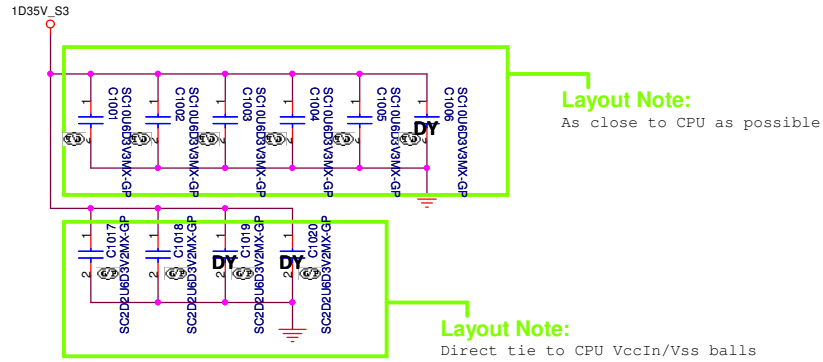 1D35V_S3
1
C1001
SC10U6D3V3MX-GP
2
1
C1002
SC10U6D3V3MX-GP
2
1
C1003
SC10U6D3V3MX-GP
2
1
C1004
SC10U6D3V3MX-GP
2
1
C1005
SC10U6D3V3MX-GP
2
1
C1006
SC10U6D3V3MX-GP
DY
2
Layout Note:
As close to CPU as possible
1
C1017
SC2D2U6D3V2MX-GP
2
1
C1018
SC2D2U6D3V2MX-GP
2
1
C1019
SC2D2U6D3V2MX-GP
DY
2
1
C1020
SC2D2U6D3V2MX-GP
DY
2
Layout Note:
Direct tie to CPU VccIn/Vss balls